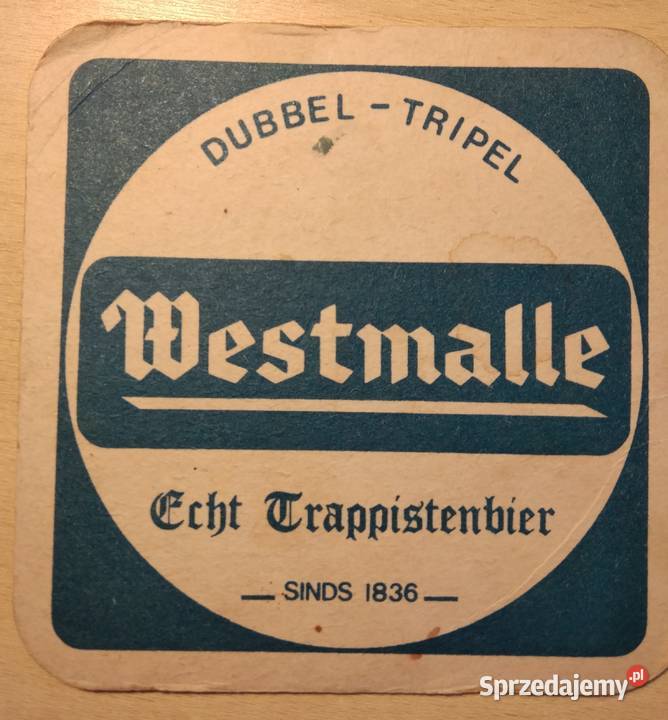 DUBBEL - TRIPEL
Westmalle
Echt Trappistenbier
— SINDS 1836 —
Sprzedajemy.pl